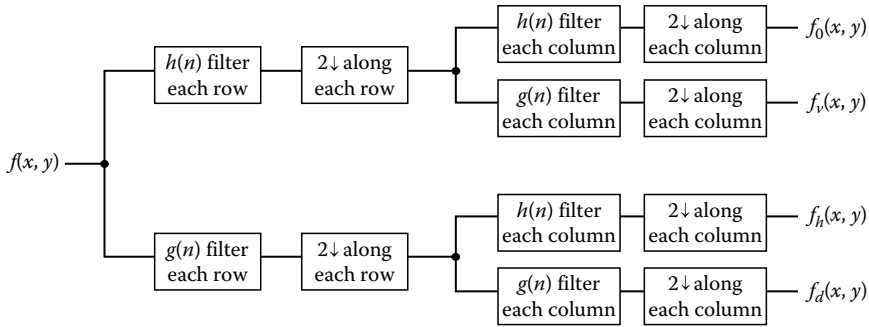 h(n) filter
each column
2↓ along
each column
f₀(x, y)
h(n) filter
each row
2↓ along
each row
g(n) filter
each column
2↓ along
each column
fᵥ(x, y)
f(x, y)
h(n) filter
each column
2↓ along
each column
fₕ(x, y)
g(n) filter
each row
2↓ along
each row
g(n) filter
each column
2↓ along
each column
f_d(x, y)